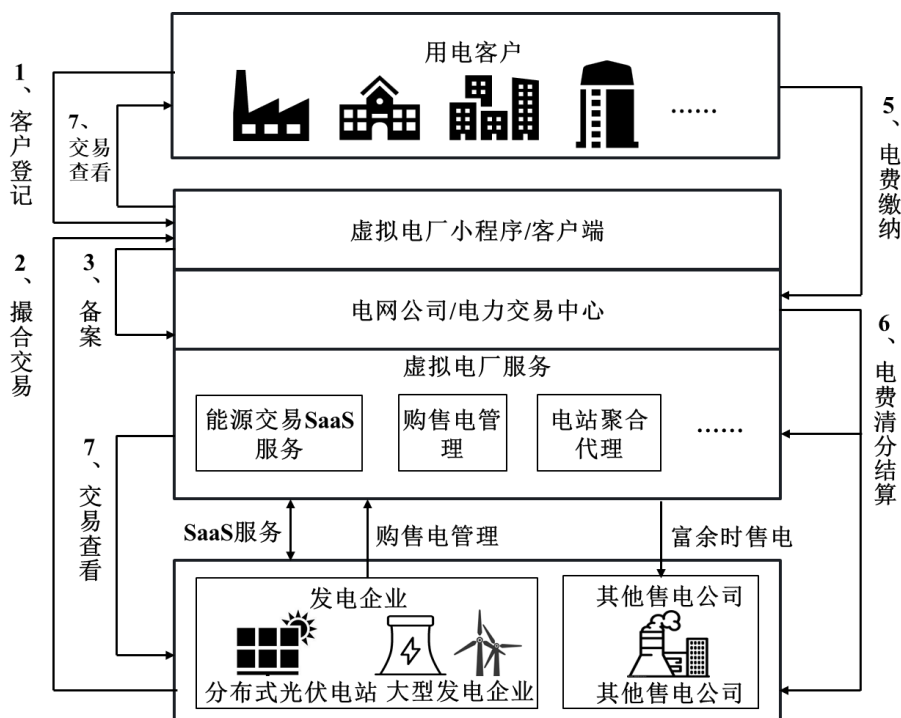 用电客户
……
1、客户登记
7、
交易
查看
5、电费缴纳
虚拟电厂小程序/客户端
2、撮合交易
3、备案
电网公司/电力交易中心
6、电费清分结算
虚拟电厂服务
能源交易SaaS
服务
购售电管
理
电站聚合
代理
……
7、交易查看
SaaS服务
购售电管理
富余时售电
发电企业
分布式光伏电站
大型发电企业
其他售电公司
其他售电公司